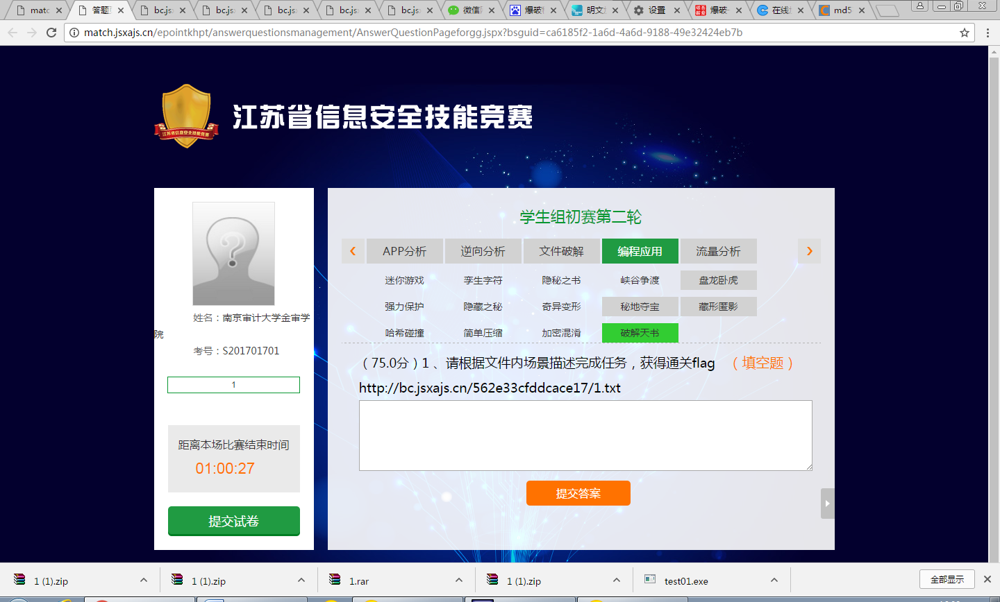 matc
答题
bc.js
bc.js
bc.js
bc.js
bc.js
微信
爆破
明文
设置
爆破-
在线
md5
match.jsxajs.cn/epointkhpt/answerquestionsmanagement/AnswerQuestionPageforgg.jspx?bsguid=ca6185f2-1a6d-4a6d-9188-49e32424eb7b
江苏省信息安全技能竞赛
江苏省信息安全技能竞赛
姓名：南京审计大学金审学
院
考号：S201701701
1
距离本场比赛结束时间
01:00:27
提交试卷
学生组初赛第二轮
APP分析 逆向分析 文件破解 编程应用 流量分析
迷你游戏 孪生字符 隐秘之书 峡谷争渡 盘龙卧虎
强力保护 隐藏之秘 奇异变形 秘地夺宝 藏形匿影
哈希碰撞 简单压缩 加密混淆 破解天书
（75.0分）1 、请根据文件内场景描述完成任务，获得通关flag （填空题）
http://bc.jsxajs.cn/562e33cfddcace17/1.txt
提交答案
1 (1).zip
1 (1).zip
1.rar
1 (1).zip
test01.exe
全部显示